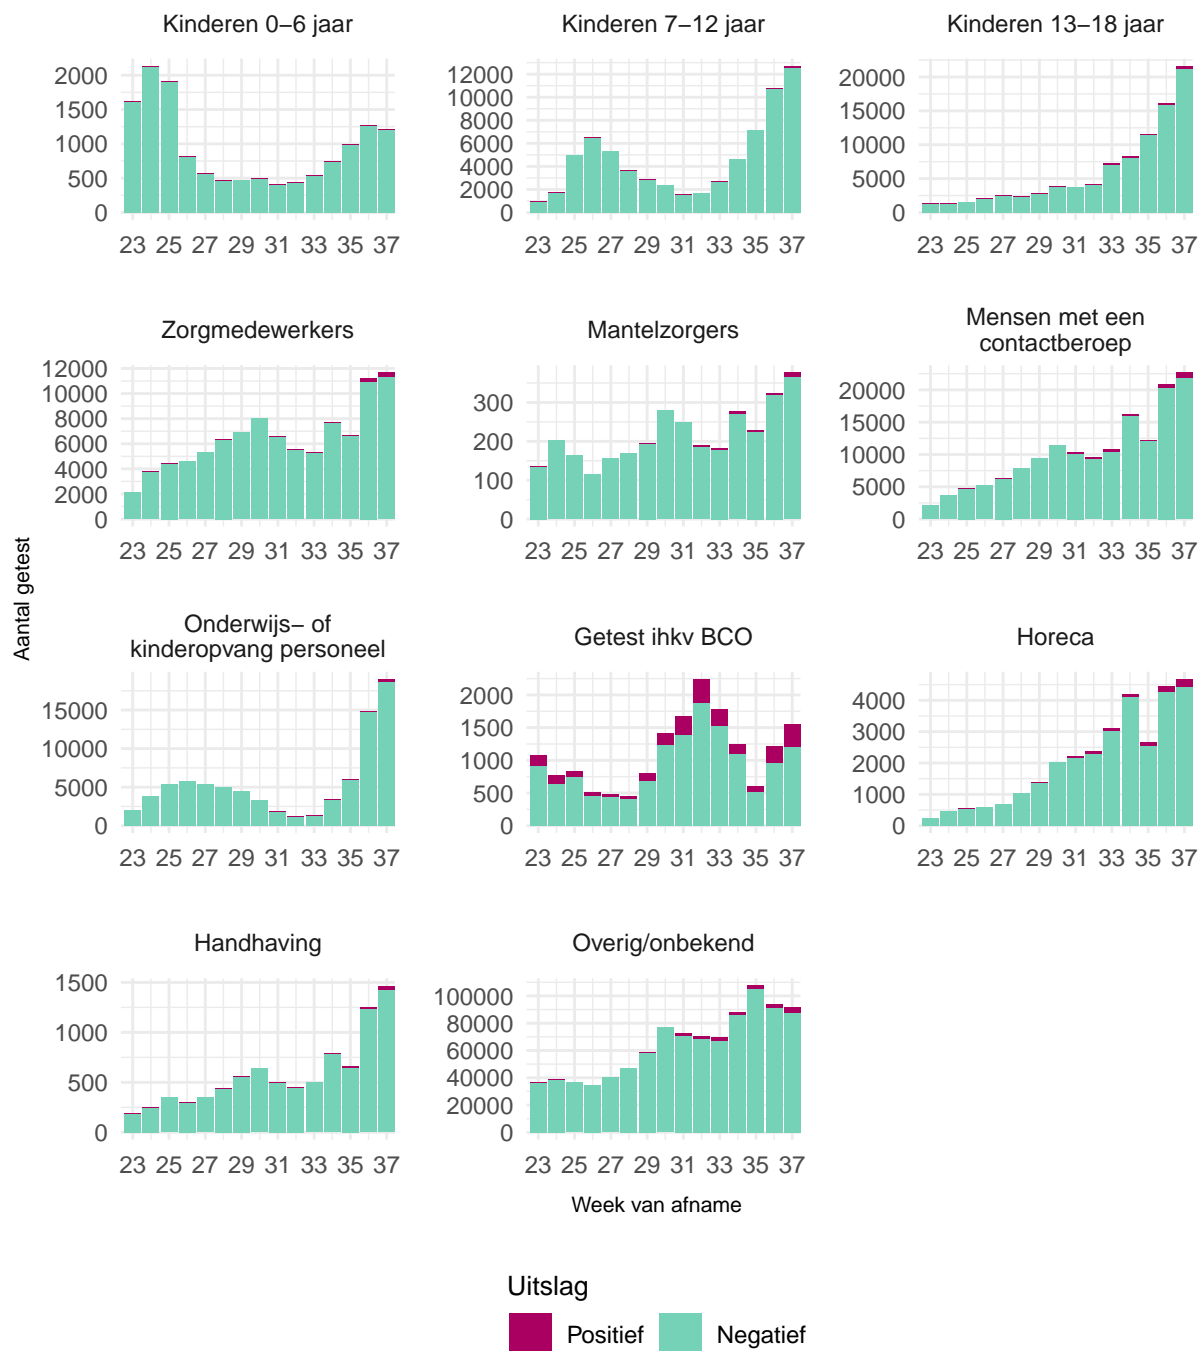 Kinderen 0−6 jaar
Kinderen 7−12 jaar
Kinderen 13−18 jaar
2000
1500
1000
500
0
23 25 27 29 31 33 35 37
12000
10000
8000
6000
4000
2000
0
23 25 27 29 31 33 35 37
20000
15000
10000
5000
0
23 25 27 29 31 33 35 37
Zorgmedewerkers
Mantelzorgers
Mensen met een
contactberoep
12000
10000
8000
6000
4000
2000
0
23 25 27 29 31 33 35 37
300
200
100
0
23 25 27 29 31 33 35 37
20000
15000
10000
5000
0
23 25 27 29 31 33 35 37
Aantal getest
Onderwijs− of
kinderopvang personeel
Getest ihkv BCO
Horeca
15000
10000
5000
0
23 25 27 29 31 33 35 37
2000
1500
1000
500
0
23 25 27 29 31 33 35 37
4000
3000
2000
1000
0
23 25 27 29 31 33 35 37
Handhaving
Overig/onbekend
1500
1000
500
0
23 25 27 29 31 33 35 37
100000
80000
60000
40000
20000
0
23 25 27 29 31 33 35 37
Week van afname
Uitslag
Positief
Negatief